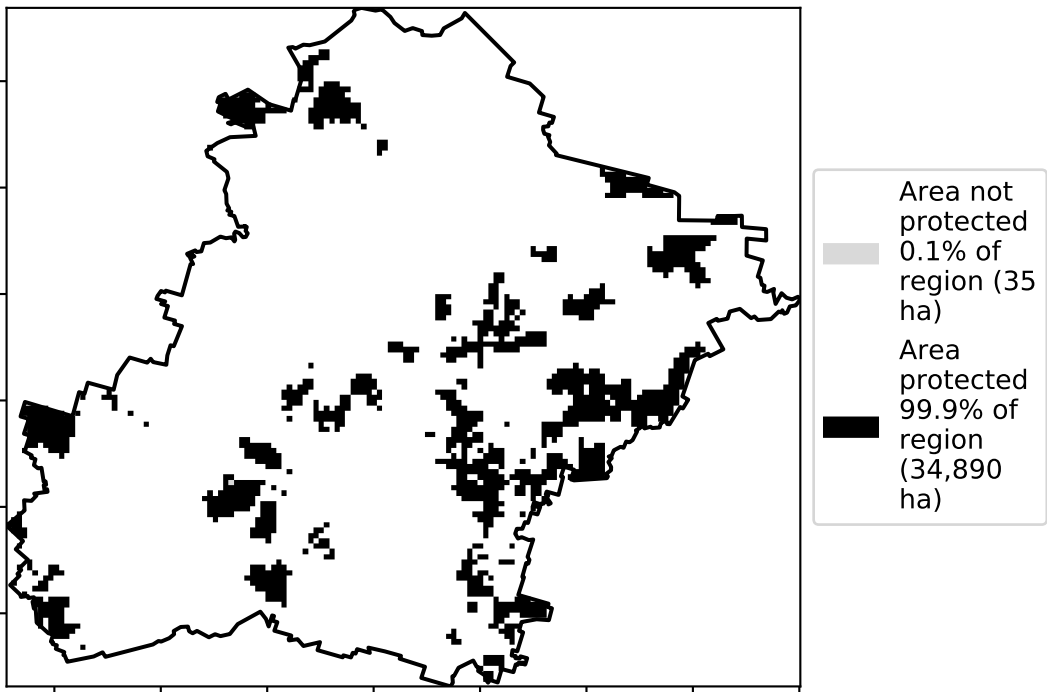 Area not
protected
0.1% of
region (35
ha)
Area
protected
99.9% of
region
(34,890
ha)